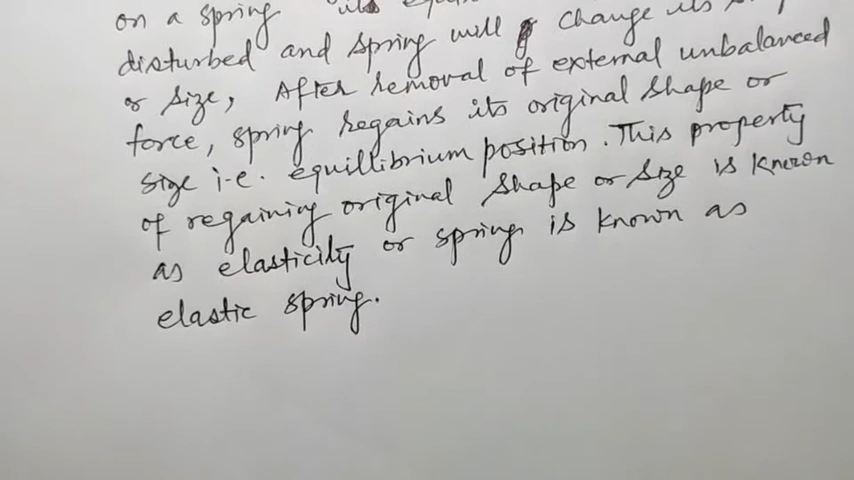 on a spring its
disturbed and spring will change its
or size, After removal of external unbalanced
force, spring regains its original shape or
size i.e. equillibrium position. This property
of regaining original shape or size is known
as elasticity or spring is known as
elastic spring.